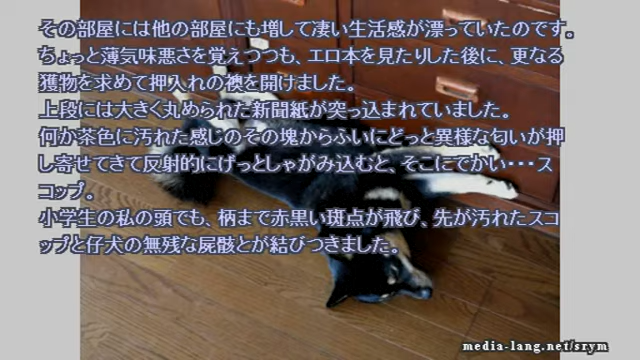 その部屋には他の部屋にも増して凄い生活感が漂っていたのです。
ちょっと薄気味悪さを覚えつつも、エロ本を見たりした後に、更なる
獲物を求めて押入れの襖を開けました。
上段には大きく丸められた新聞紙が突っ込まれていました。
何か茶色に汚れた感じのその塊からふいにどっと異様な匂いが押
し寄せてきて反射的にげっとしゃがみ込むと、そこにでかい・・・ス
コップ。
小学生の私の頭でも、柄まで赤黒い斑点が飛び、先が汚れたスコ
ップと仔犬の無残な屍骸とが結びつきました。
media-lang.net/srym